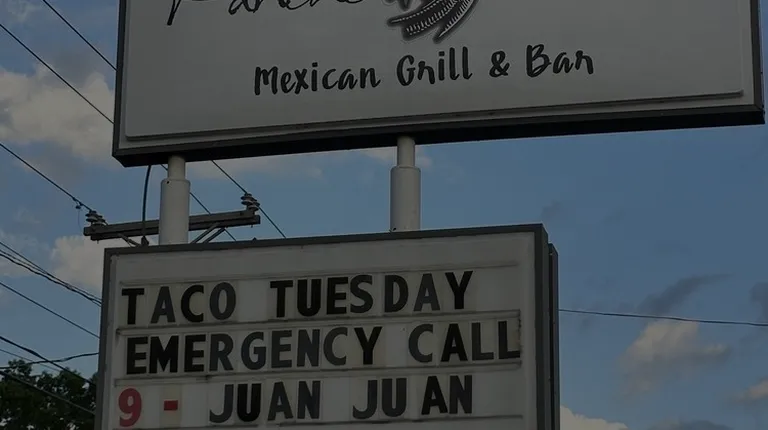 Mexican Grill & Bar
TACO TUESDAY
EMERGENCY CALL
9 - JUAN JUAN